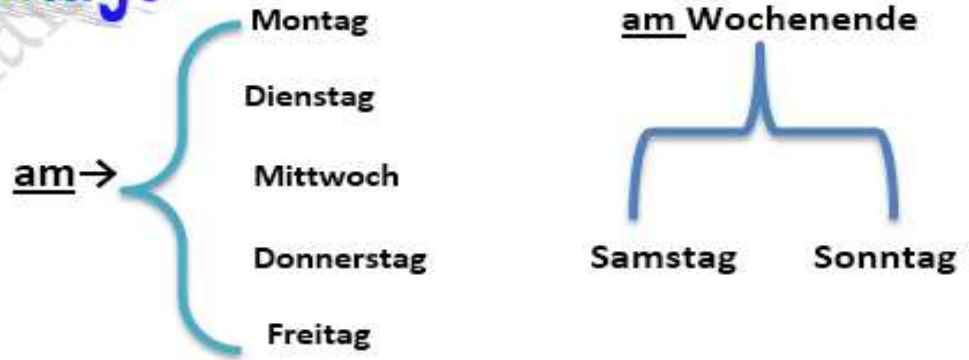 Montag
Dienstag
am→
Mittwoch
Donnerstag
Freitag
am Wochenende
Samstag
Sonntag